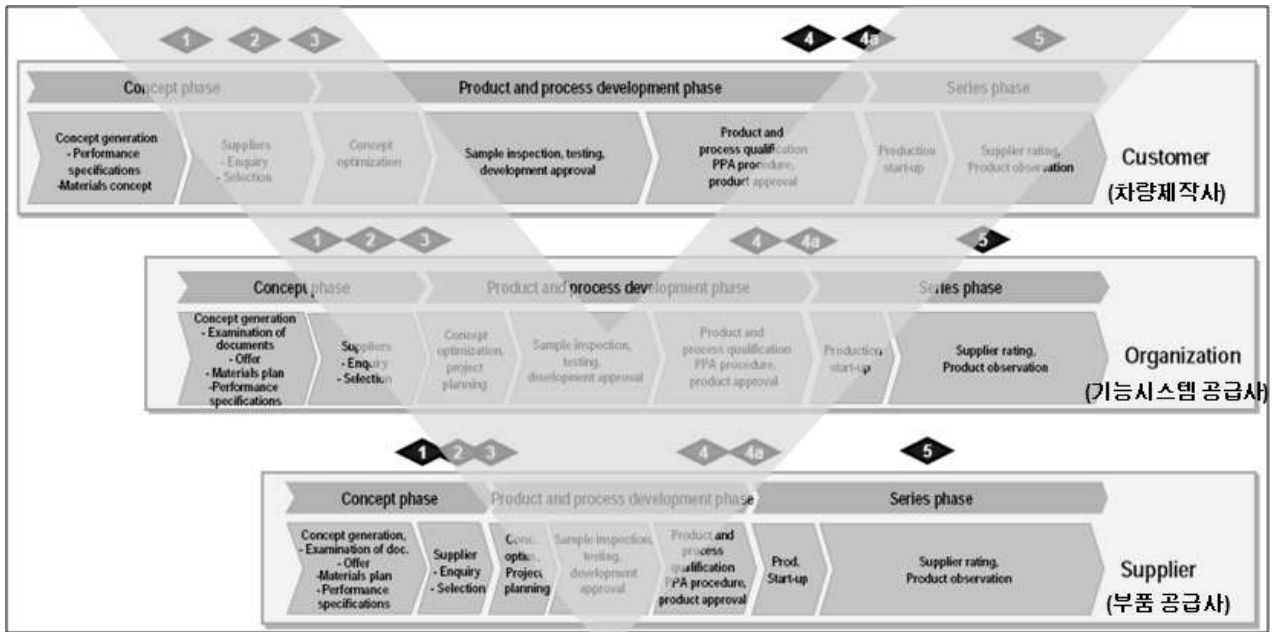 1 2 3 4 4a 5
Concept phase Product and process development phase Series phase
Concept generation
- Performance
specifications
-Materials concept
Suppliers
- Enquiry
- Selection
Concept
optimization
Sample inspection, testing,
development approval
Product and
process qualification
PPA procedure,
product approval
Production
start-up
Supplier rating,
Product observation
Customer
(차량제작사)
1 2 3 4 4a 5
Concept phase Product and process development phase Series phase
Concept generation
- Examination of
documents
- Offer
- Materials plan
-Performance
specifications
Suppliers
- Enquiry
- Selection
Concept
optimization,
project
planning
Sample inspection,
testing,
development approval
Product and
process qualification
PPA procedure,
product approval
Production
start-up
Supplier rating,
Product observation
Organization
(기능시스템 공급사)
1 2 3 4 4a 5
Concept phase Product and process development phase Series phase
Concept generation,
- Examination of doc.
- Offer
-Materials plan
-Performance
specifications
Supplier
- Enquiry
- Selection
Conc.
optim.,
Project
planning
Sample inspection,
testing,
development
approval
Product and
process
qualification
PPA procedure,
product approval
Prod.
Start-up
Supplier rating,
Product observation
Supplier
(부품 공급사)